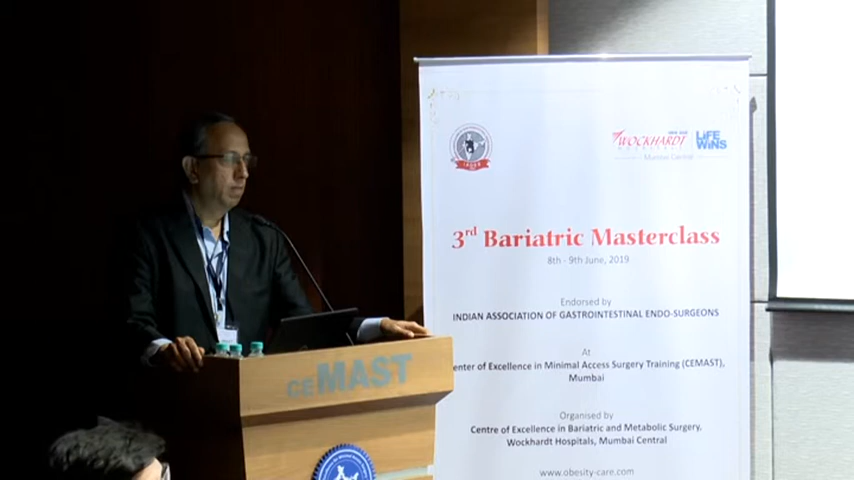 WOCKHARDT
HOSPITALS
Mumbai Central
LiFE
WiNS
3rd Bariatric Masterclass
8th - 9th June, 2019
Endorsed by
INDIAN ASSOCIATION OF GASTROINTESTINAL ENDO-SURGEONS
At
enter of Excellence in Minimal Access Surgery Training (CEMAST),
Mumbai
Organised by
Centre of Excellence in Bariatric and Metabolic Surgery,
Wockhardt Hospitals, Mumbai Central
www.obesity-care.com
CEMAST